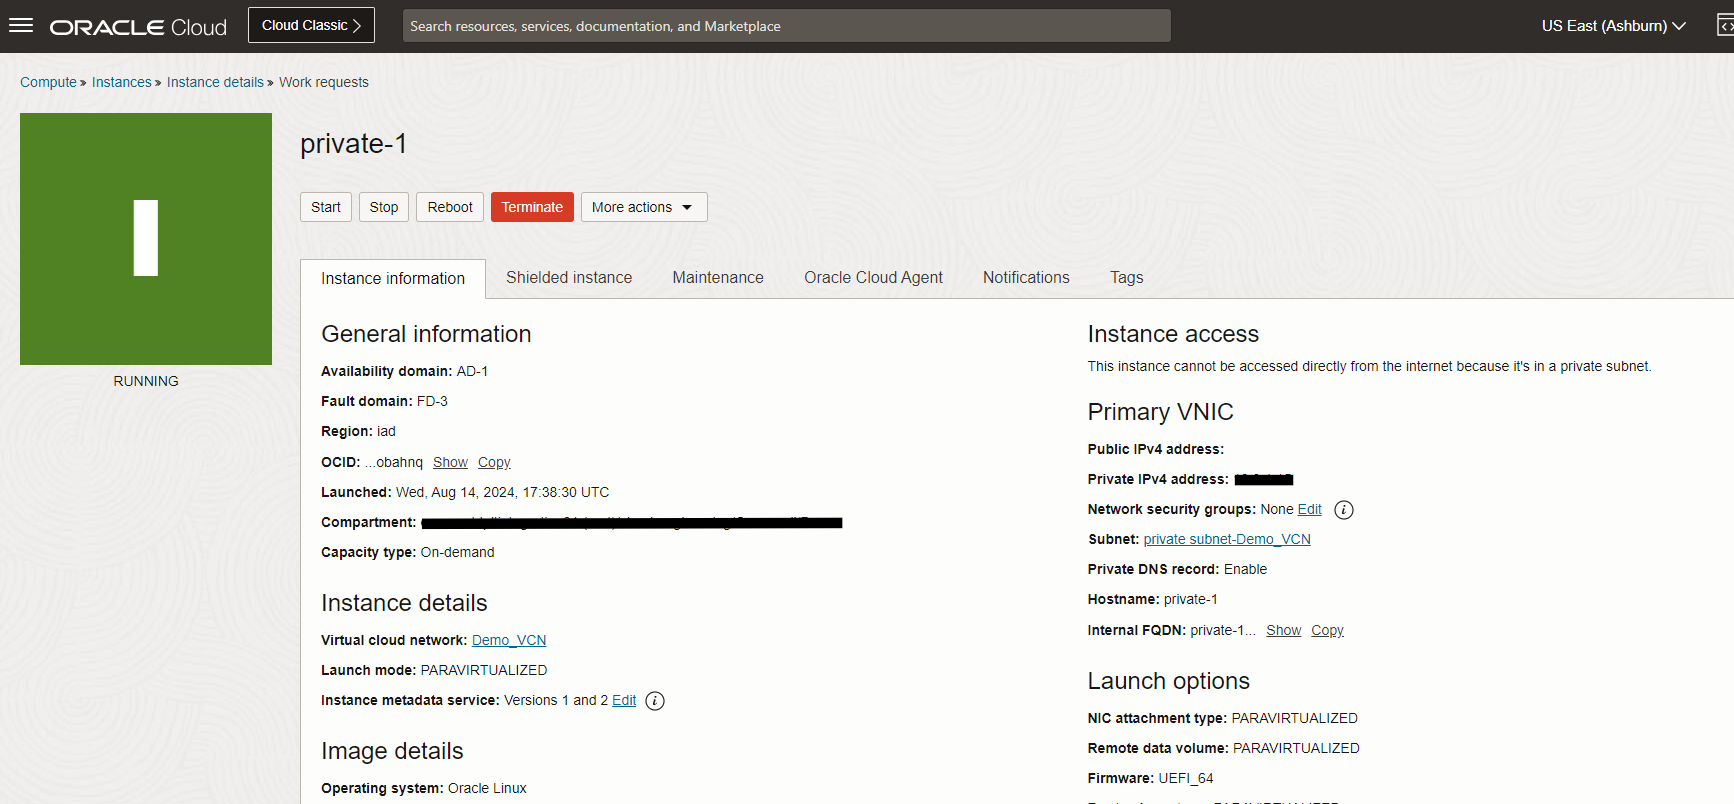 ORACLE Cloud
Cloud Classic >
Search resources, services, documentation, and Marketplace
US East (Ashburn)
Compute » Instances » Instance details » Work requests
private-1
Start
Stop
Reboot
Terminate
More actions
RUNNING
Instance information
Shielded instance
Maintenance
Oracle Cloud Agent
Notifications
Tags
General information
Availability domain: AD-1
Fault domain: FD-3
Region: iad
OCID: ...obahnq Show Copy
Launched: Wed, Aug 14, 2024, 17:38:30 UTC
Compartment:
Capacity type: On-demand
Instance details
Virtual cloud network: Demo_VCN
Launch mode: PARAVIRTUALIZED
Instance metadata service: Versions 1 and 2 Edit
Image details
Operating system: Oracle Linux
Instance access
This instance cannot be accessed directly from the internet because it's in a private subnet.
Primary VNIC
Public IPv4 address:
Private IPv4 address:
Network security groups: None Edit
Subnet: private subnet-Demo_VCN
Private DNS record: Enable
Hostname: private-1
Internal FQDN: private-1... Show Copy
Launch options
NIC attachment type: PARAVIRTUALIZED
Remote data volume: PARAVIRTUALIZED
Firmware: UEFI_64